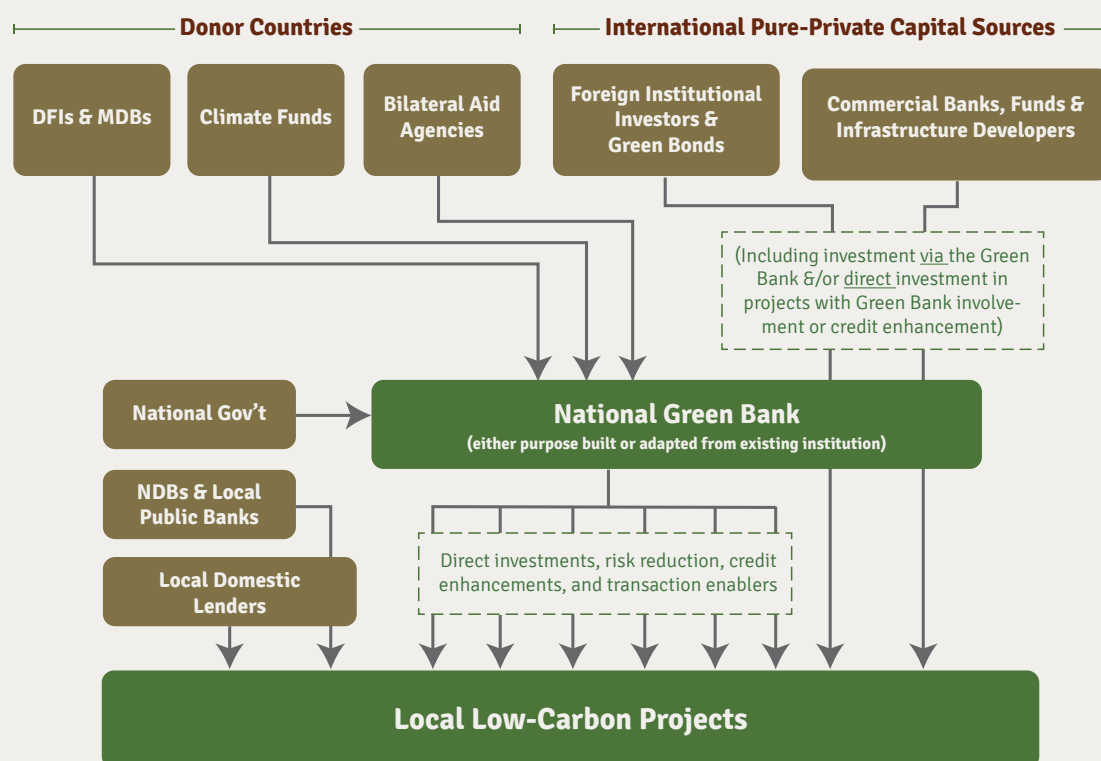 Donor Countries
International Pure-Private Capital Sources
DFIs & MDBs
Climate Funds
Bilateral Aid
Agencies
Foreign Institutional
Investors &
Green Bonds
Commercial Banks, Funds &
Infrastructure Developers
(Including investment via the Green
Bank &/or direct investment in
projects with Green Bank involve-
ment or credit enhancement)
National Gov’t
National Green Bank
(either purpose built or adapted from existing institution)
NDBs & Local
Public Banks
Local Domestic
Lenders
Direct investments, risk reduction, credit
enhancements, and transaction enablers
Local Low-Carbon Projects